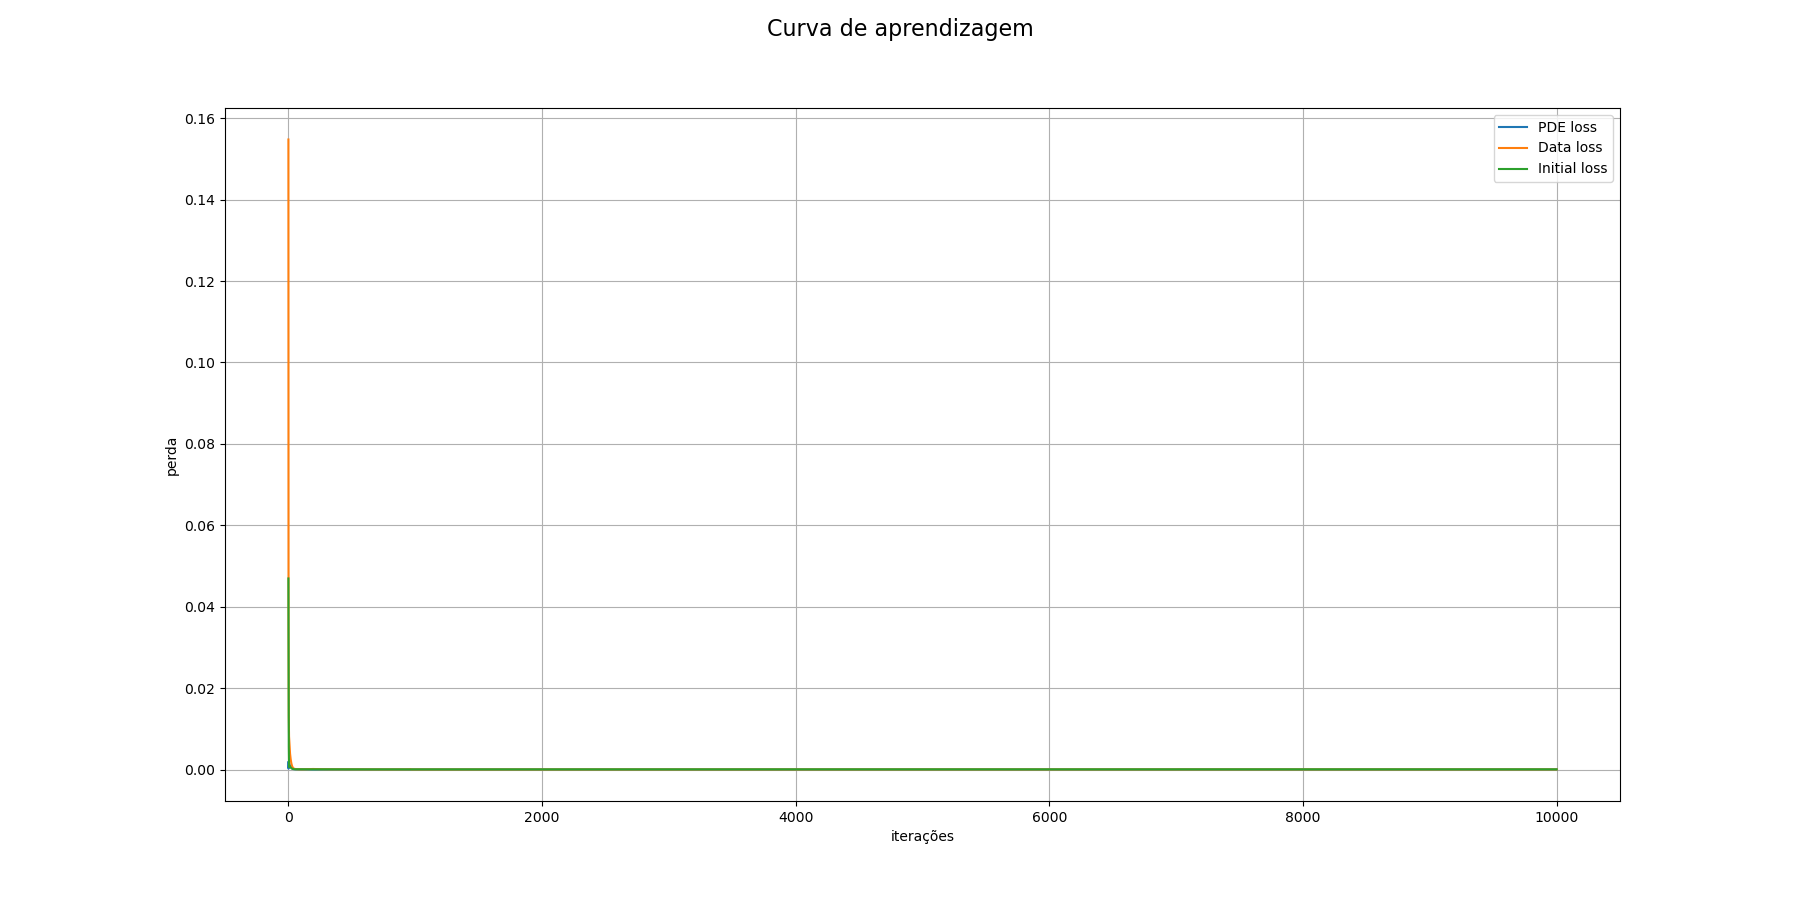 Curva de aprendizagem
0.16
0.14
0.12
0.10
0.08
0.06
0.04
0.02
0.00
perda
PDE loss
Data loss
Initial loss
0 2000 4000 6000 8000 10000
iterações